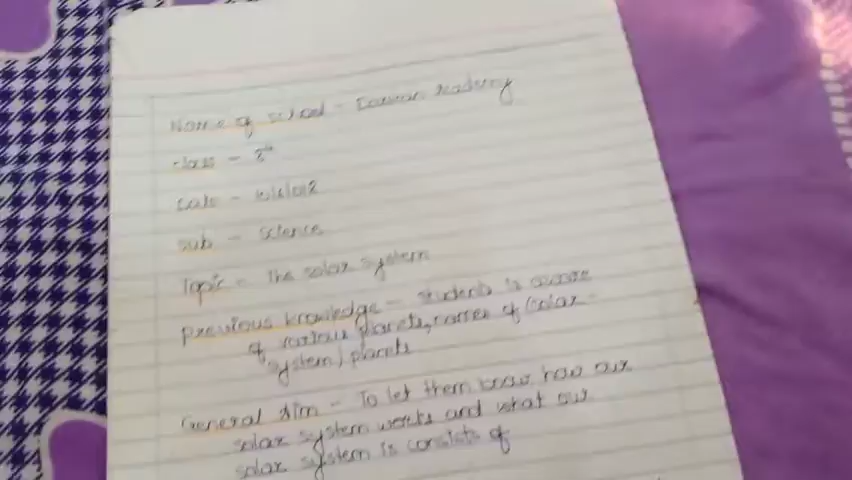 Name of school - Academy
class -
Date -
Sub - Science
Topic - The solar system
Previous knowledge - students is aware
of various planets, names of (solar -
system) planets
General Aim - To let them know how our
solar system works and what our
solar system is consists of